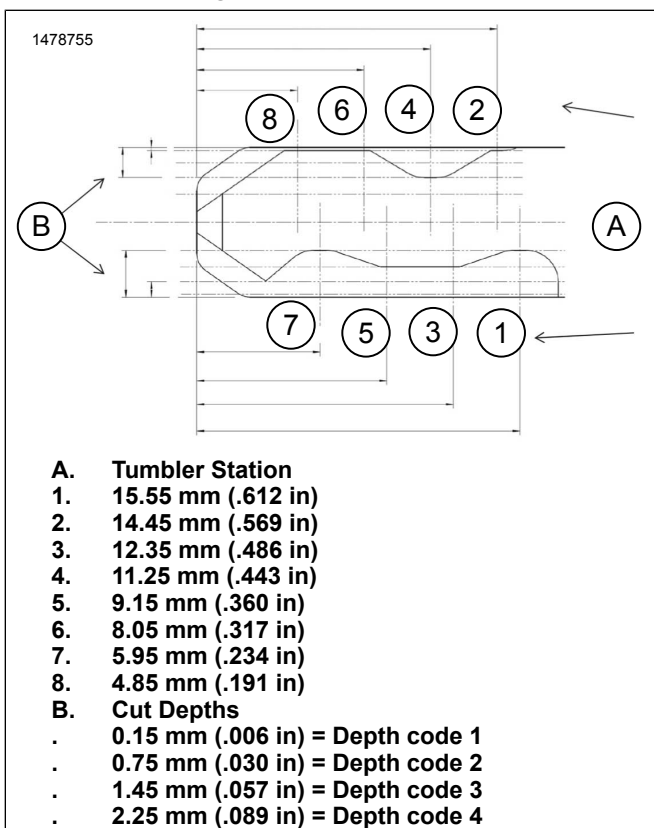 1478755
8 6 4 2
B A
7 5 3 1
A. Tumbler Station
1. 15.55 mm (.612 in)
2. 14.45 mm (.569 in)
3. 12.35 mm (.486 in)
4. 11.25 mm (.443 in)
5. 9.15 mm (.360 in)
6. 8.05 mm (.317 in)
7. 5.95 mm (.234 in)
8. 4.85 mm (.191 in)
B. Cut Depths
. 0.15 mm (.006 in) = Depth code 1
. 0.75 mm (.030 in) = Depth code 2
. 1.45 mm (.057 in) = Depth code 3
. 2.25 mm (.089 in) = Depth code 4